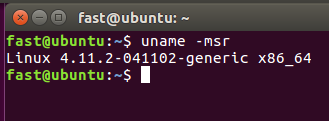 fast@ubuntu: ~
fast@ubuntu:~$ uname -msr
Linux 4.11.2-041102-generic x86_64
fast@ubuntu:~$